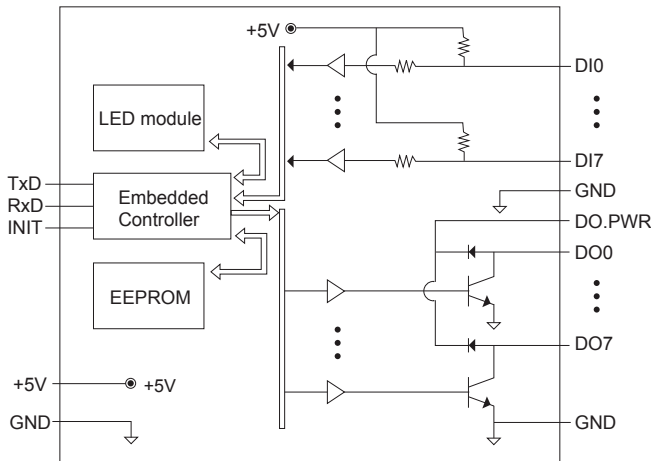 +5V
DI0
LED module
DI7
TxD
RxD
INIT
Embedded
Controller
GND
DO.PWR
DO0
EEPROM
DO7
+5V
+5V
GND
GND